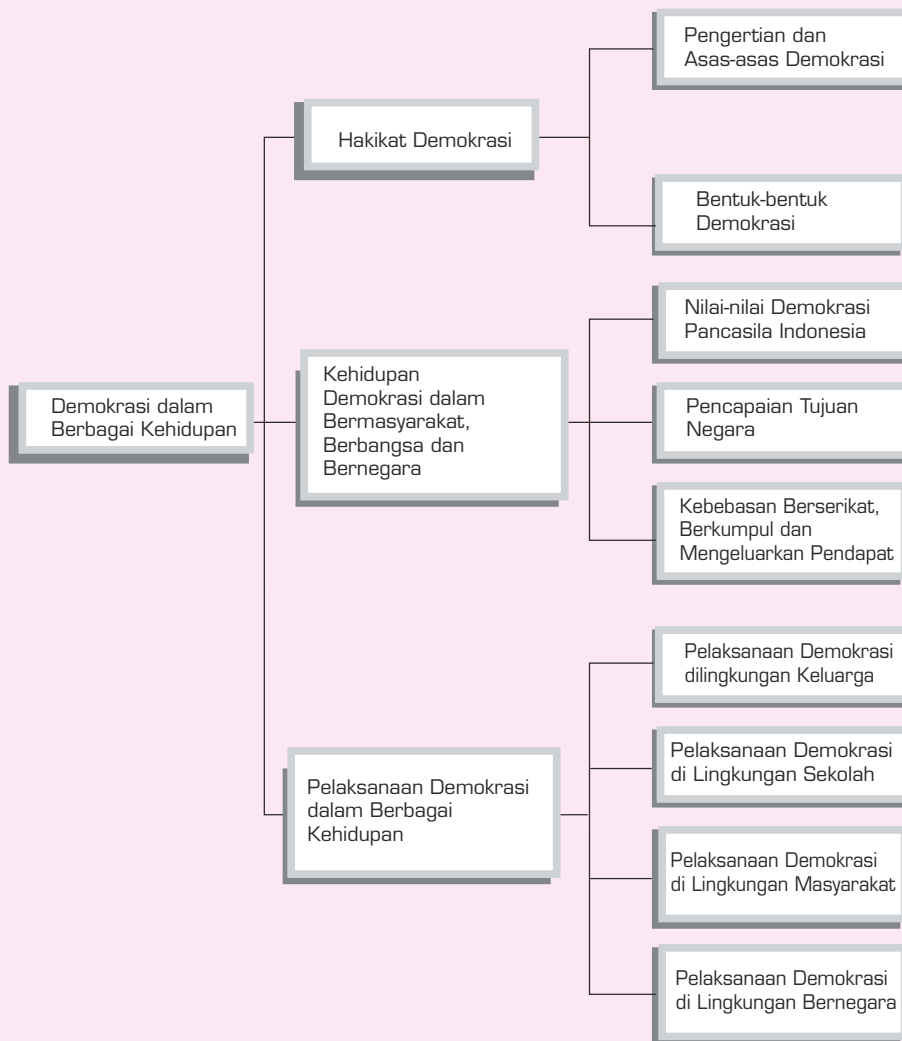 Demokrasi dalam
Berbagai Kehidupan
Hakikat Demokrasi
Pengertian dan
Asas-asas Demokrasi
Bentuk-bentuk
Demokrasi
Kehidupan
Demokrasi dalam
Bermasyarakat,
Berbangsa dan
Bernegara
Nilai-nilai Demokrasi
Pancasila Indonesia
Pencapaian Tujuan
Negara
Kebebasan Berserikat,
Berkumpul dan
Mengeluarkan Pendapat
Pelaksanaan Demokrasi
dalam Berbagai
Kehidupan
Pelaksanaan Demokrasi
dilingkungan Keluarga
Pelaksanaan Demokrasi
di Lingkungan Sekolah
Pelaksanaan Demokrasi
di Lingkungan Masyarakat
Pelaksanaan Demokrasi
di Lingkungan Bernegara